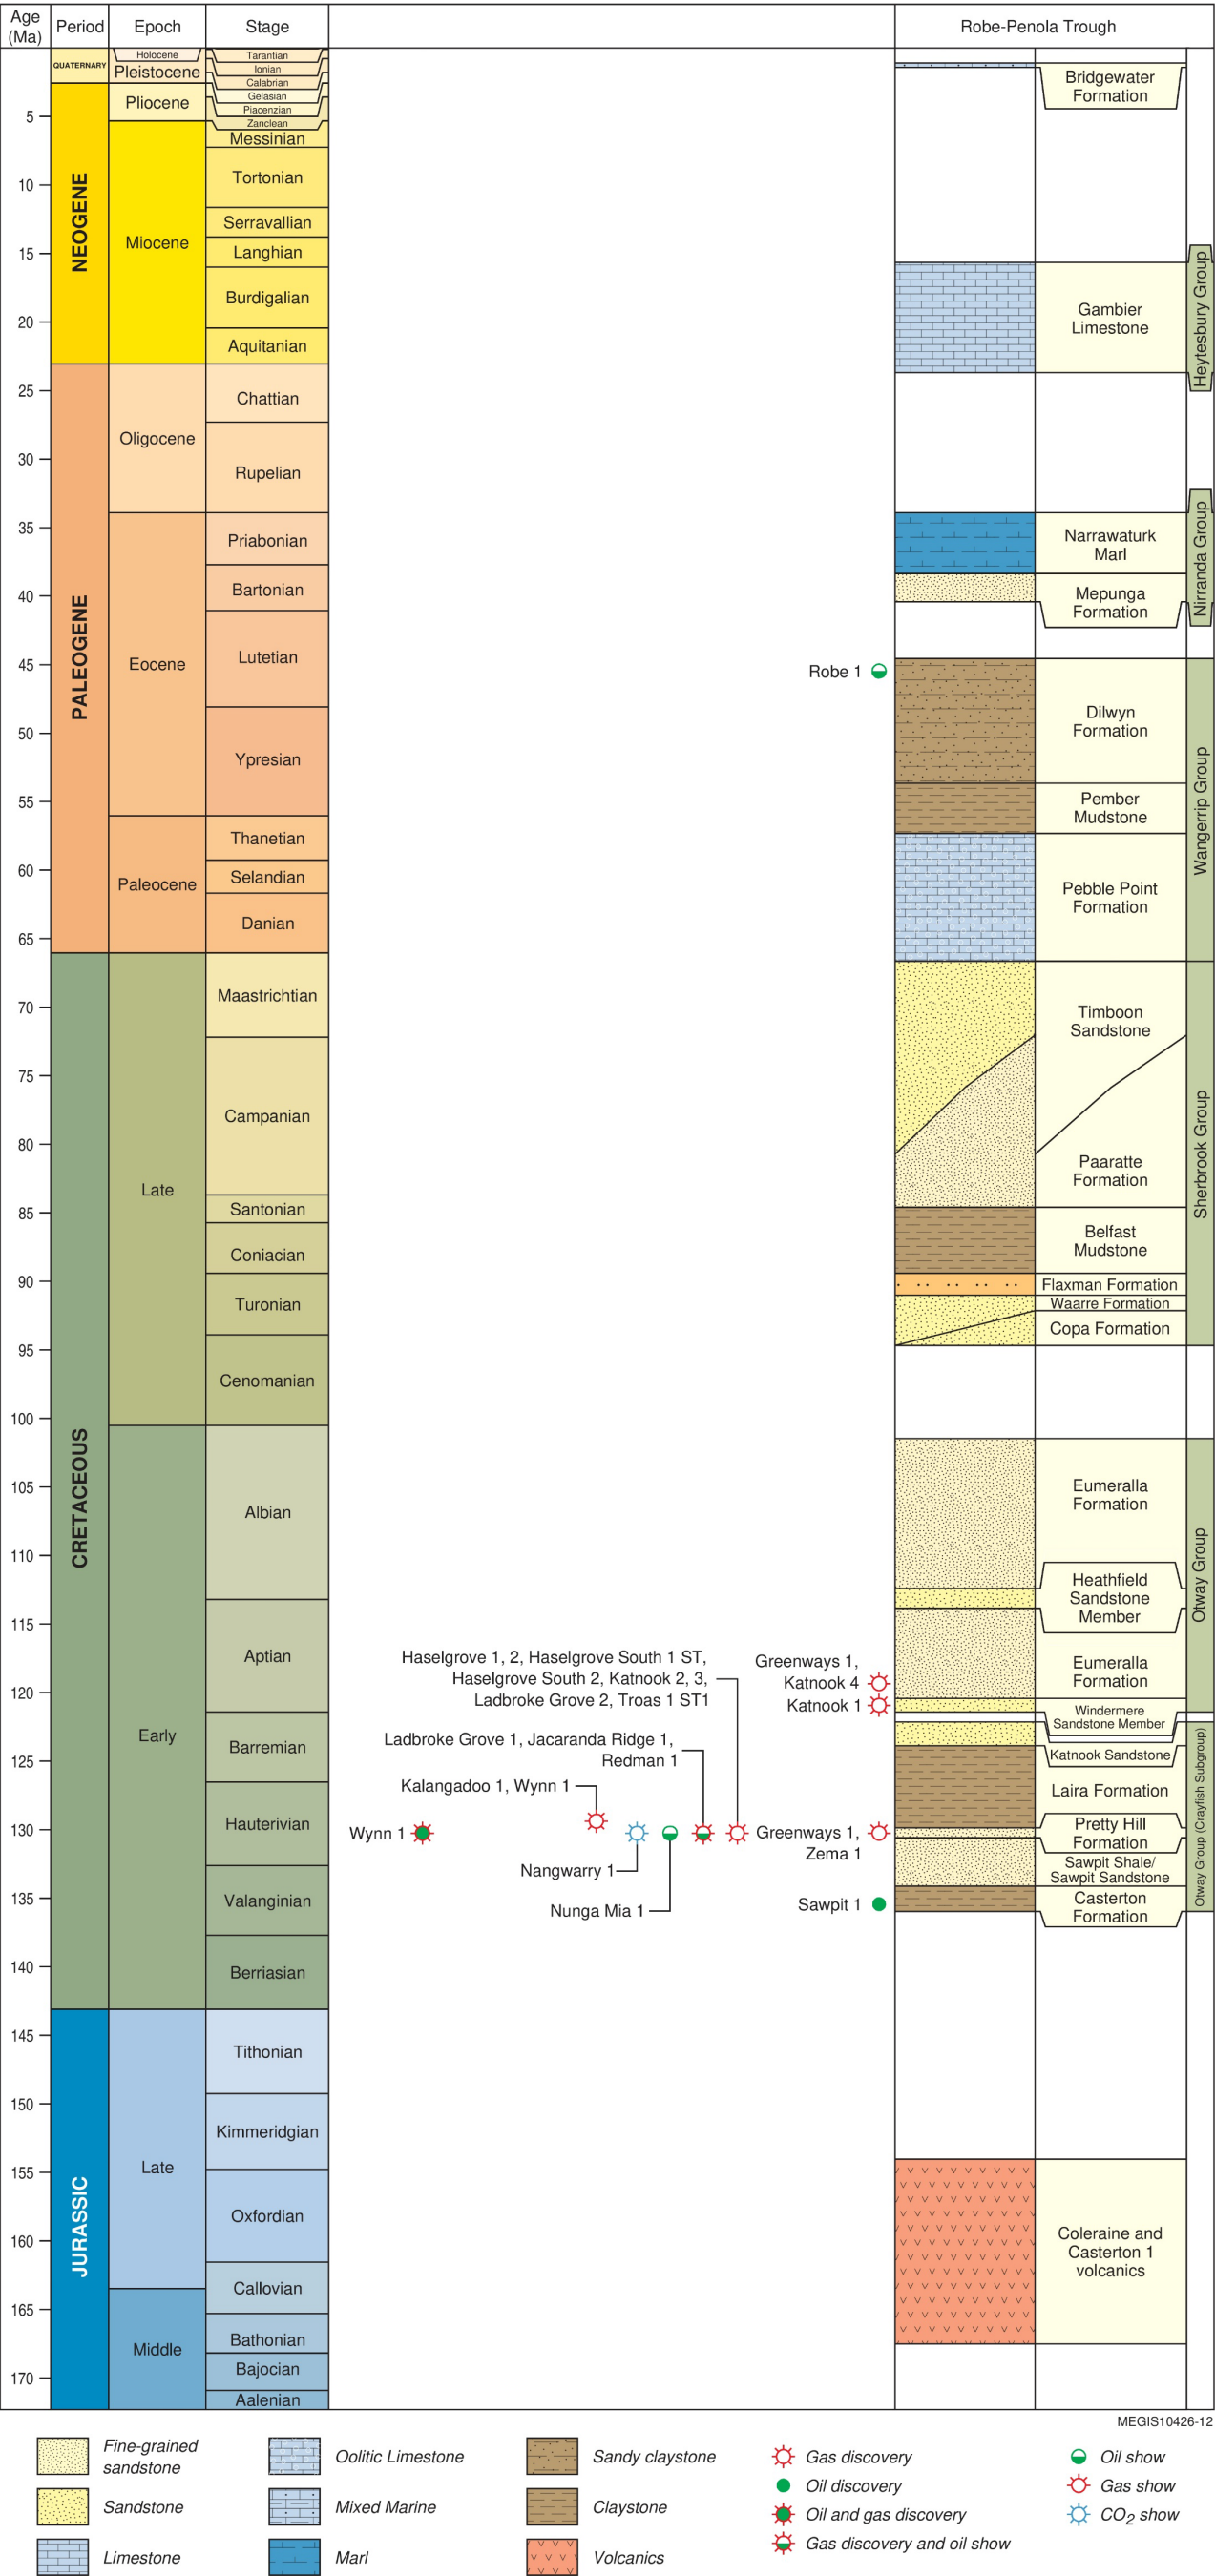 Age
(Ma)
Period
Epoch
Stage
Robe-Penola Trough
5
10
15
20
25
30
35
40
45
50
55
60
65
70
75
80
85
90
95
100
105
110
115
120
125
130
135
140
145
150
155
160
165
170
QUATERNARY
NEOGENE
PALEOGENE
CRETACEOUS
JURASSIC
Holocene
Pleistocene
Pliocene
Miocene
Oligocene
Eocene
Paleocene
Late
Early
Late
Middle
Tarantian
Ionian
Calabrian
Gelasian
Piacenzian
Zanclean
Messinian
Tortonian
Serravallian
Langhian
Burdigalian
Aquitanian
Chattian
Rupelian
Priabonian
Bartonian
Lutetian
Ypresian
Thanetian
Selandian
Danian
Maastrichtian
Campanian
Santonian
Coniacian
Turonian
Cenomanian
Albian
Aptian
Barremian
Hauterivian
Valanginian
Berriasian
Tithonian
Kimmeridgian
Oxfordian
Callovian
Bathonian
Bajocian
Aalenian
Robe 1
Haselgrove 1, 2, Haselgrove South 1 ST,
Haselgrove South 2, Katnook 2, 3,
Ladbroke Grove 2, Troas 1 ST1
Greenways 1,
Katnook 4
Katnook 1
Ladbroke Grove 1, Jacaranda Ridge 1,
Redman 1
Kalangadoo 1, Wynn 1
Wynn 1
Greenways 1,
Zema 1
Nangwarry 1
Nunga Mia 1
Sawpit 1
Bridgewater
Formation
Gambier
Limestone
Narrawaturk
Marl
Mepunga
Formation
Dilwyn
Formation
Pember
Mudstone
Pebble Point
Formation
Timboon
Sandstone
Paaratte
Formation
Belfast
Mudstone
Flaxman Formation
Waarre Formation
Copa Formation
Eumeralla
Formation
Heathfield
Sandstone
Member
Eumeralla
Formation
Windermere
Sandstone Member
Katnook Sandstone
Laira Formation
Pretty Hill
Formation
Sawpit Shale/
Sawpit Sandstone
Casterton
Formation
Coleraine and
Casterton 1
volcanics
Heytesbury Group
Nirranda Group
Wangerrip Group
Sherbrook Group
Otway Group
Otway Group (Crayfish Subgroup)
MEGIS10426-12
Fine-grained
sandstone
Sandstone
Limestone
Oolitic Limestone
Mixed Marine
Marl
Sandy claystone
Claystone
Volcanics
Gas discovery
Oil discovery
Oil and gas discovery
Gas discovery and oil show
Oil show
Gas show
CO2 show